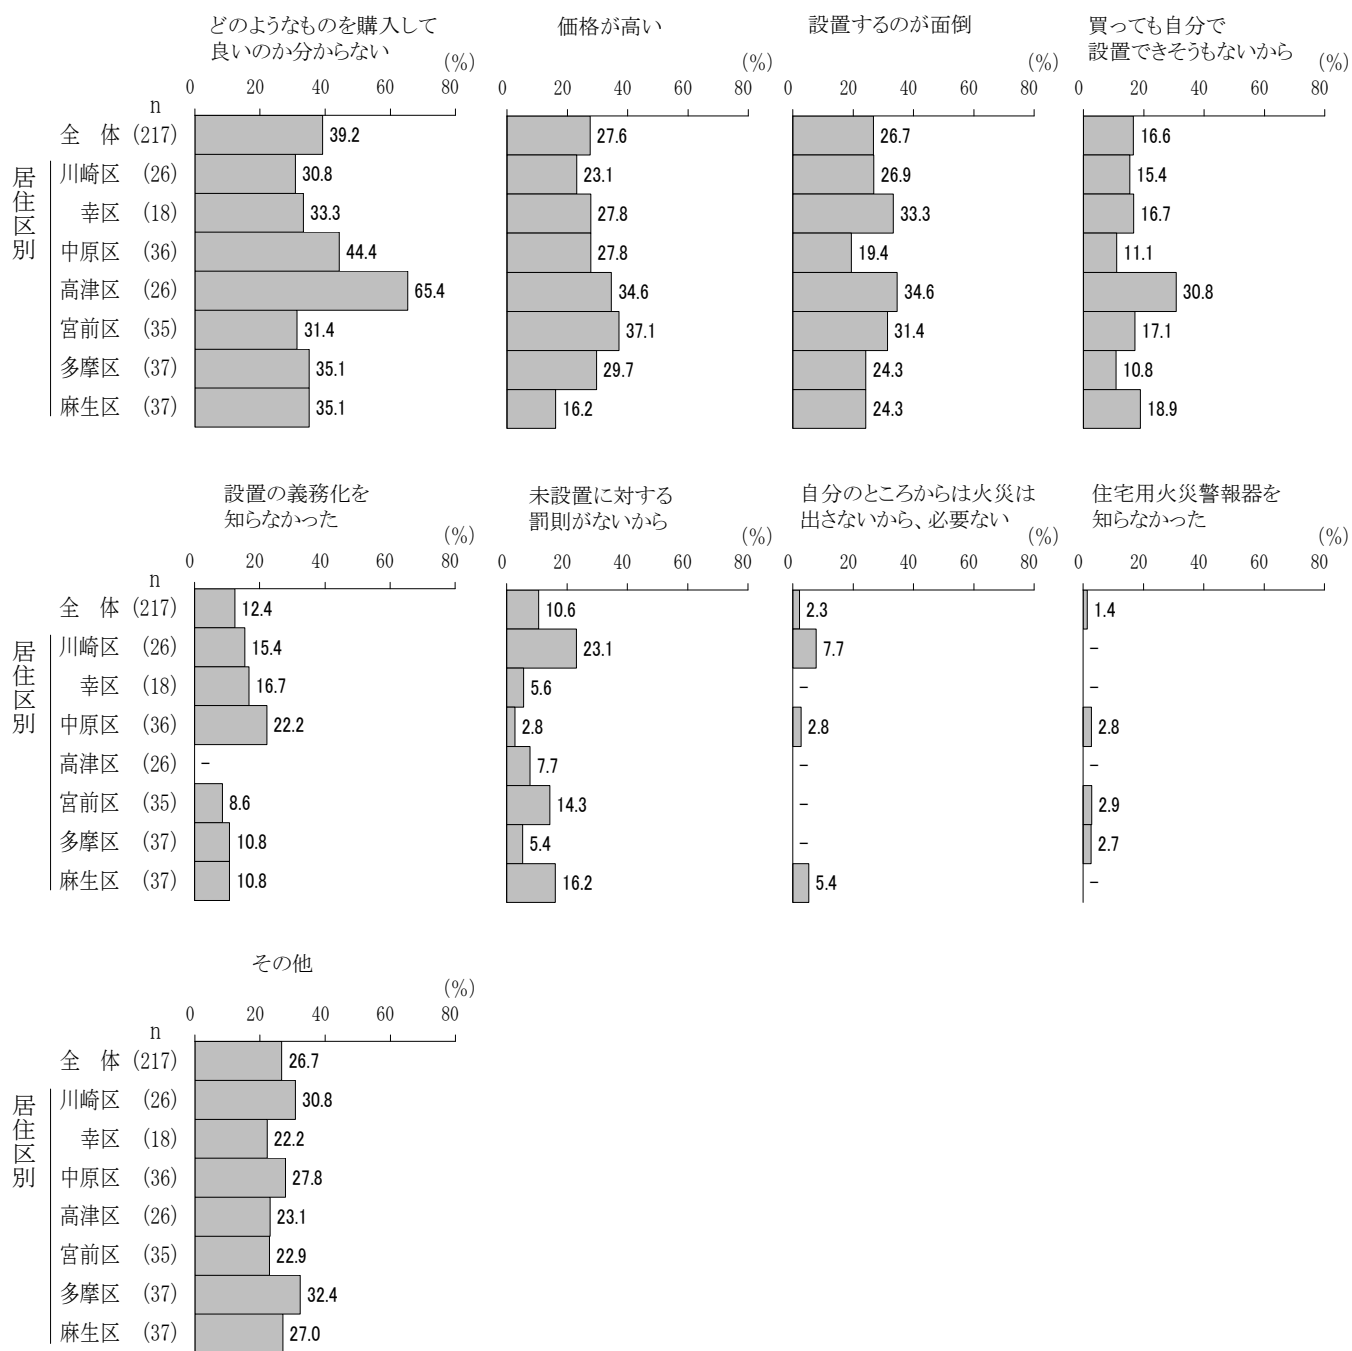 どのようなものを購入して
良いのか分からない
(%)
0 20 40 60 80
価格が高い
(%)
0 20 40 60 80
設置するのが面倒
(%)
0 20 40 60 80
買っても自分で
設置できそうもないから
(%)
0 20 40 60 80
n
居住区別
全　体 (217) 39.2 27.6 26.7 16.6
川崎区 (26) 30.8 23.1 26.9 15.4
幸区 (18) 33.3 27.8 33.3 16.7
中原区 (36) 44.4 27.8 19.4 11.1
高津区 (26) 65.4 34.6 34.6 30.8
宮前区 (35) 31.4 37.1 31.4 17.1
多摩区 (37) 35.1 29.7 24.3 10.8
麻生区 (37) 35.1 16.2 24.3 18.9
設置の義務化を
知らなかった
(%)
0 20 40 60 80
未設置に対する
罰則がないから
(%)
0 20 40 60 80
自分のところからは火災は
出さないから、必要ない
(%)
0 20 40 60 80
住宅用火災警報器を
知らなかった
(%)
0 20 40 60 80
n
居住区別
全　体 (217) 12.4 10.6 2.3 1.4
川崎区 (26) 15.4 23.1 7.7 −
幸区 (18) 16.7 5.6 − −
中原区 (36) 22.2 2.8 2.8 2.8
高津区 (26) − 7.7 − −
宮前区 (35) 8.6 14.3 − 2.9
多摩区 (37) 10.8 5.4 − 2.7
麻生区 (37) 10.8 16.2 5.4 −
その他
(%)
0 20 40 60 80
n
居住区別
全　体 (217) 26.7
川崎区 (26) 30.8
幸区 (18) 22.2
中原区 (36) 27.8
高津区 (26) 23.1
宮前区 (35) 22.9
多摩区 (37) 32.4
麻生区 (37) 27.0